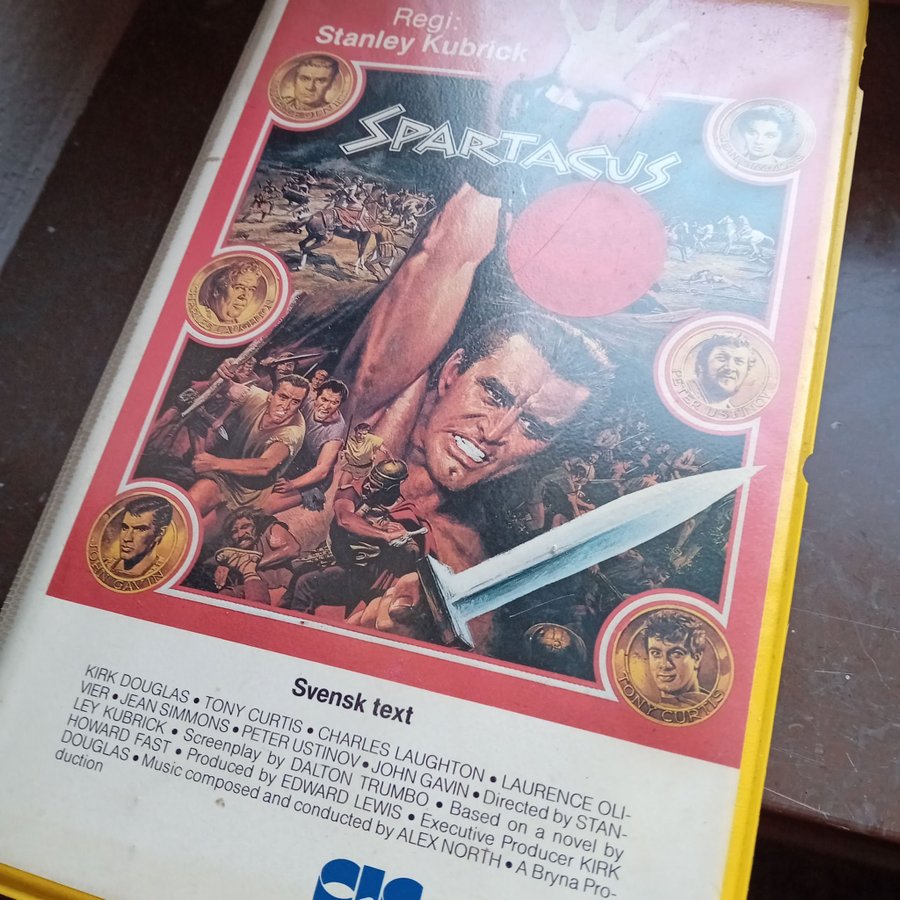 Regi:
Stanley Kubrick
SPARTACUS
PETER USTINOV
JOHN GAVIN
TONY CURTIS
Svensk text
KIRK DOUGLAS • TONY CURTIS • CHARLES LAUGHTON • LAURENCE OLI-
VIER • JEAN SIMMONS • PETER USTINOV • JOHN GAVIN • Directed by STAN-
LEY KUBRICK • Screenplay by DALTON TRUMBO • Based on a novel by
HOWARD FAST • Produced by EDWARD LEWIS • Executive Producer KIRK
DOUGLAS • Music composed and conducted by ALEX NORTH • A Bryna Pro-
duction